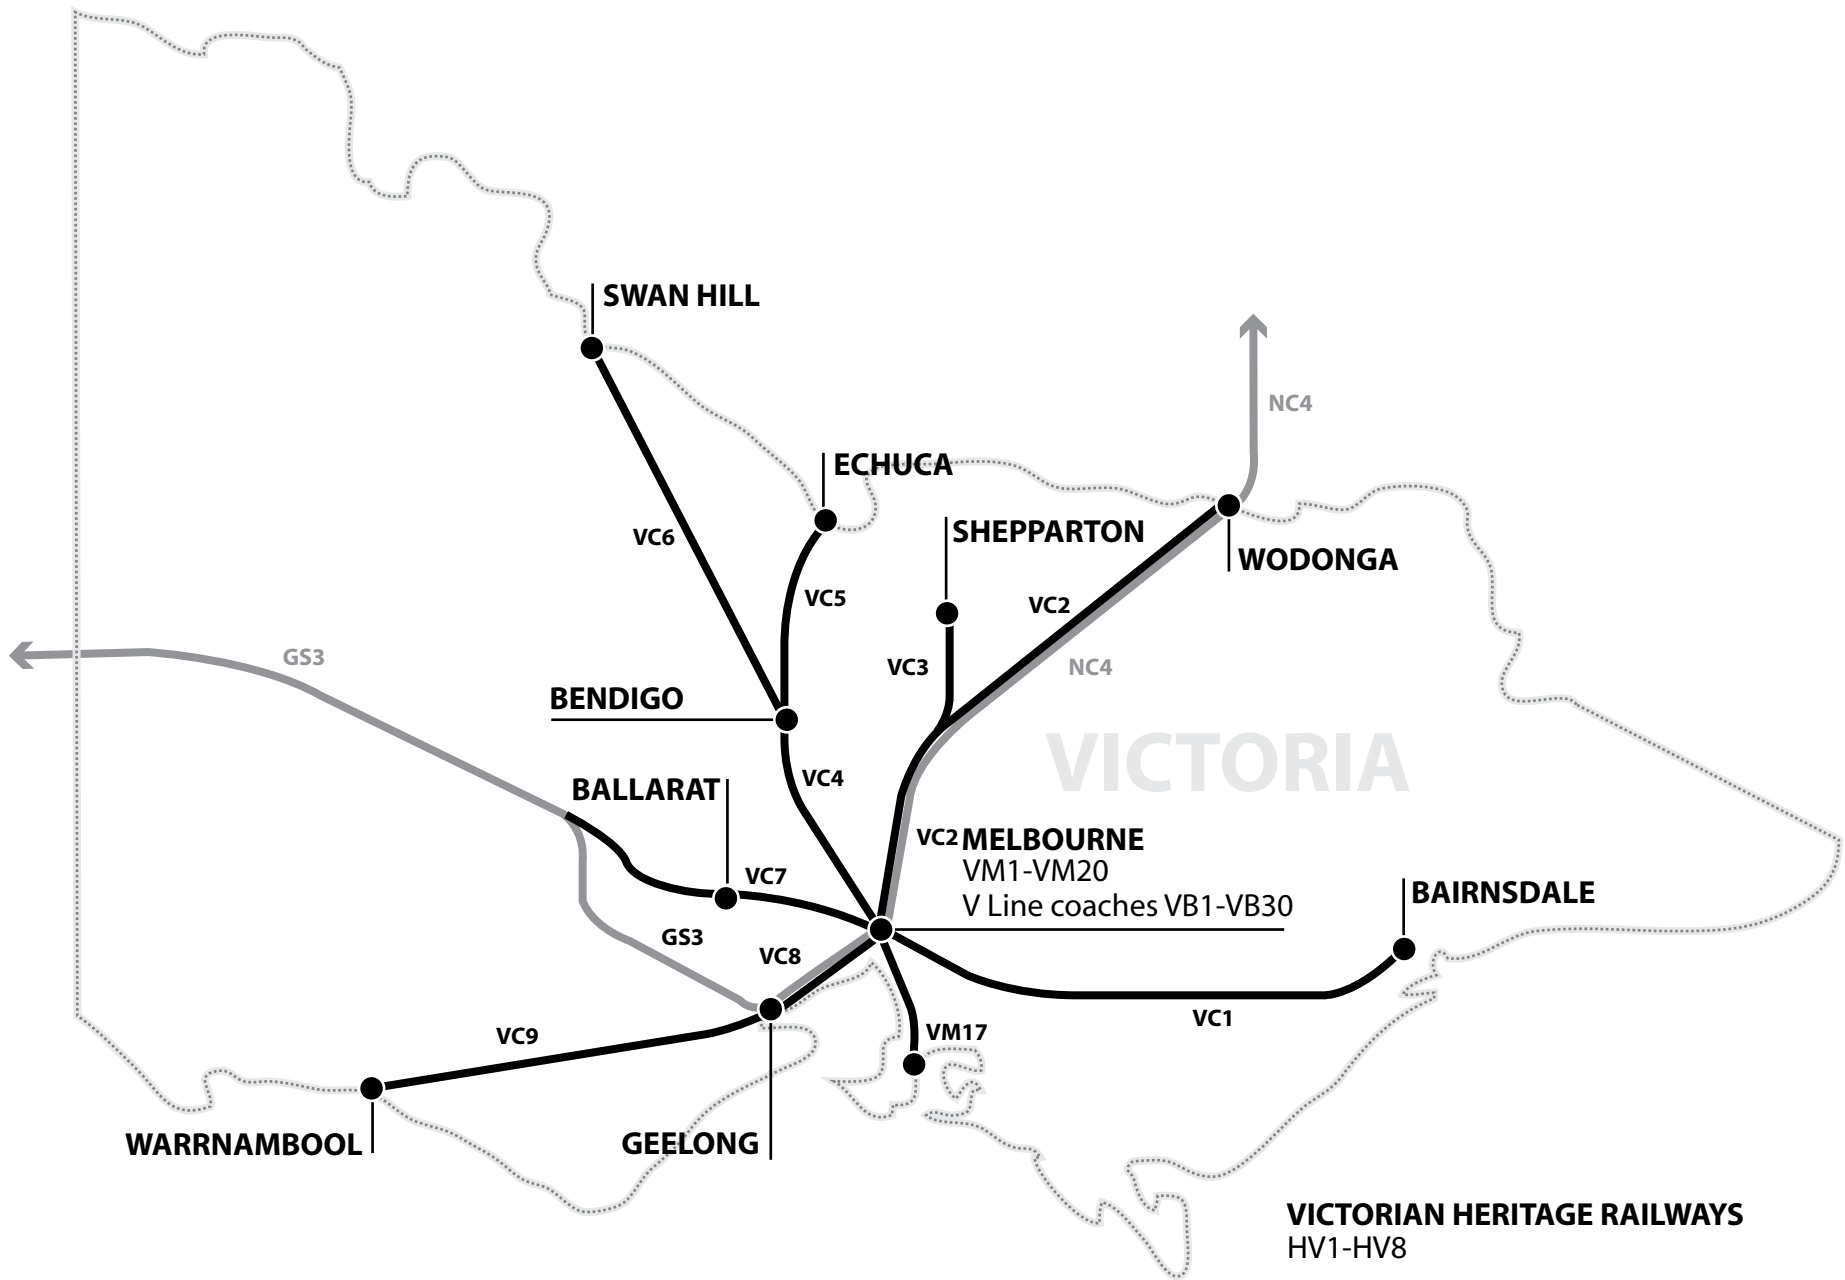 SWAN HILL
NC4
ECHUCA
SHEPPARTON
VC6
WODONGA
VC5
VC2
GS3
VC3
NC4
BENDIGO
VICTORIA
VC4
BALLARAT
VC2 MELBOURNE
VM1-VM20
VC7
V Line coaches VB1-VB30
BAIRNSDALE
GS3
VC8
VC1
VC9
VM17
WARRNAMBOOL
GEELONG
VICTORIAN HERITAGE RAILWAYS
HV1-HV8